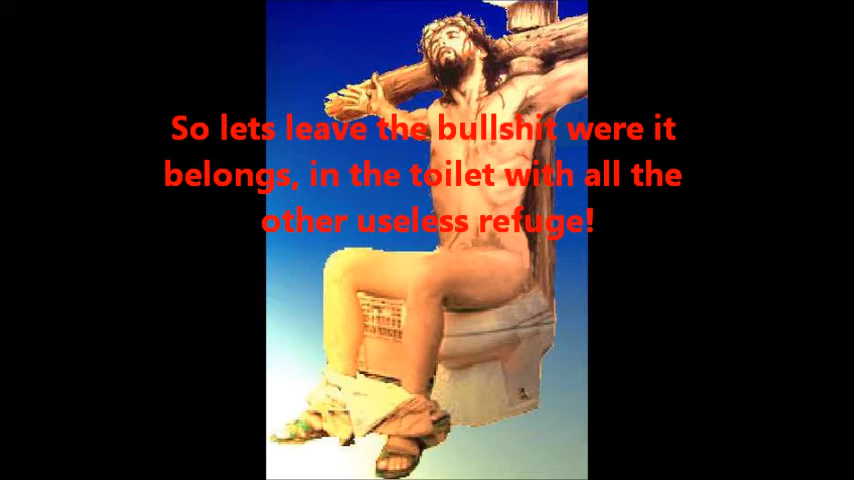 So lets leave the bullshit were it
belongs, in the toilet with all the
other useless refuge!